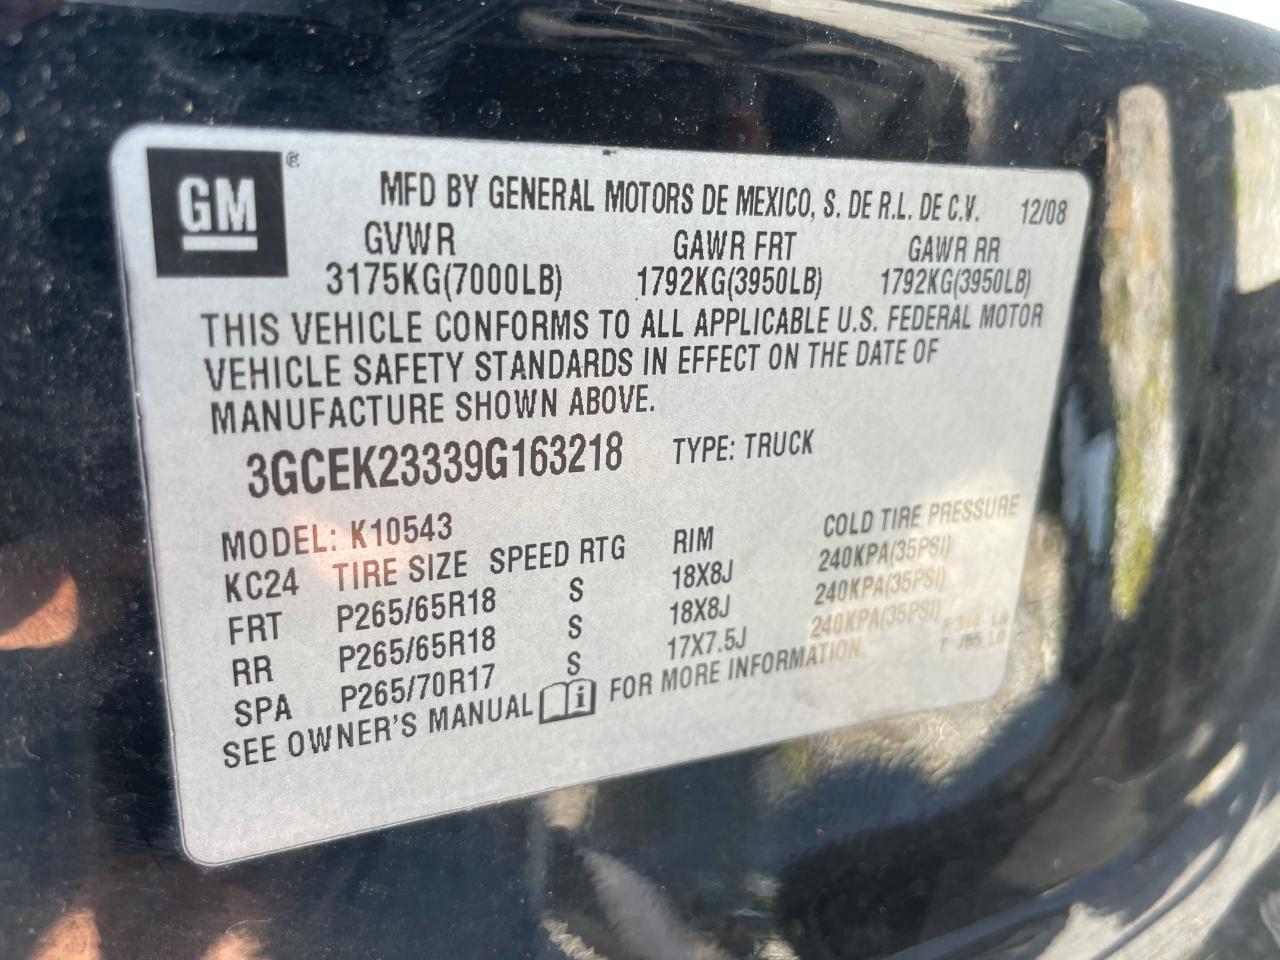 GM ®
MFD BY GENERAL MOTORS DE MEXICO, S. DE R.L. DE C.V. 12/08
GVWR GAWR FRT GAWR RR
3175KG(7000LB) 1792KG(3950LB) 1792KG(3950LB)
THIS VEHICLE CONFORMS TO ALL APPLICABLE U.S. FEDERAL MOTOR
VEHICLE SAFETY STANDARDS IN EFFECT ON THE DATE OF
MANUFACTURE SHOWN ABOVE.
3GCEK23339G163218 TYPE: TRUCK
MODEL: K10543
KC24 TIRE SIZE SPEED RTG RIM COLD TIRE PRESSURE
FRT P265/65R18 S 18X8J 240KPA(35PSI)
RR P265/65R18 S 18X8J 240KPA(35PSI)
SPA P265/70R17 S 17X7.5J 240KPA(35PSI)
SEE OWNER'S MANUAL i FOR MORE INFORMATION.